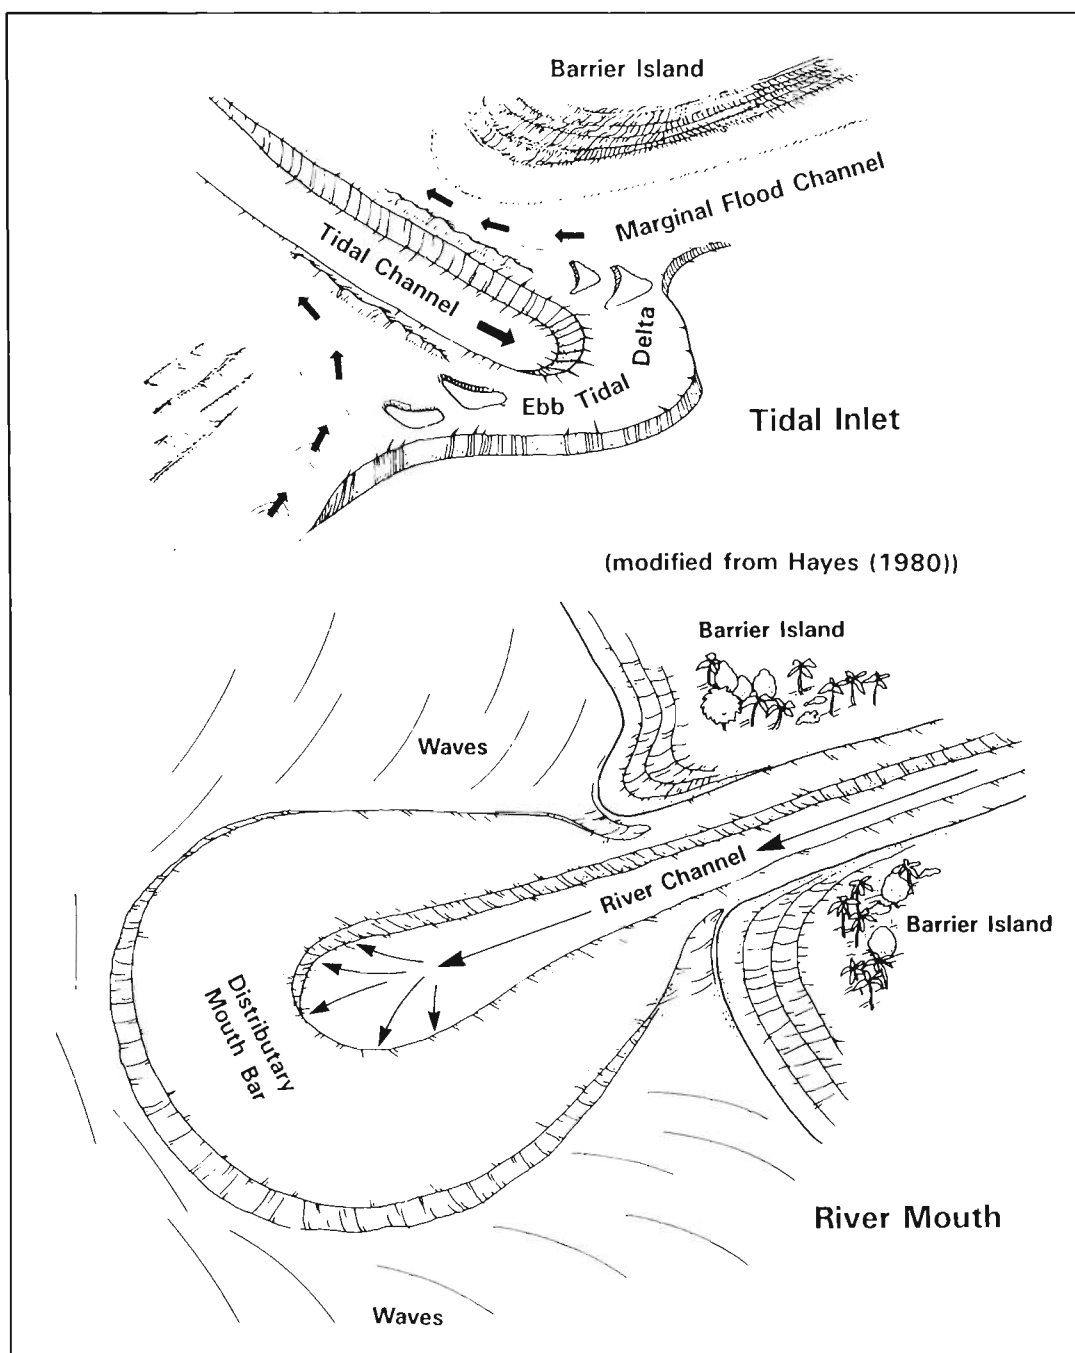 Barrier Island
Marginal Flood Channel
Tidal Channel
Ebb Tidal Delta
Tidal Inlet
(modified from Hayes (1980))
Barrier Island
Waves
River Channel
Barrier Island
Distributary
Mouth Bar
River Mouth
Waves